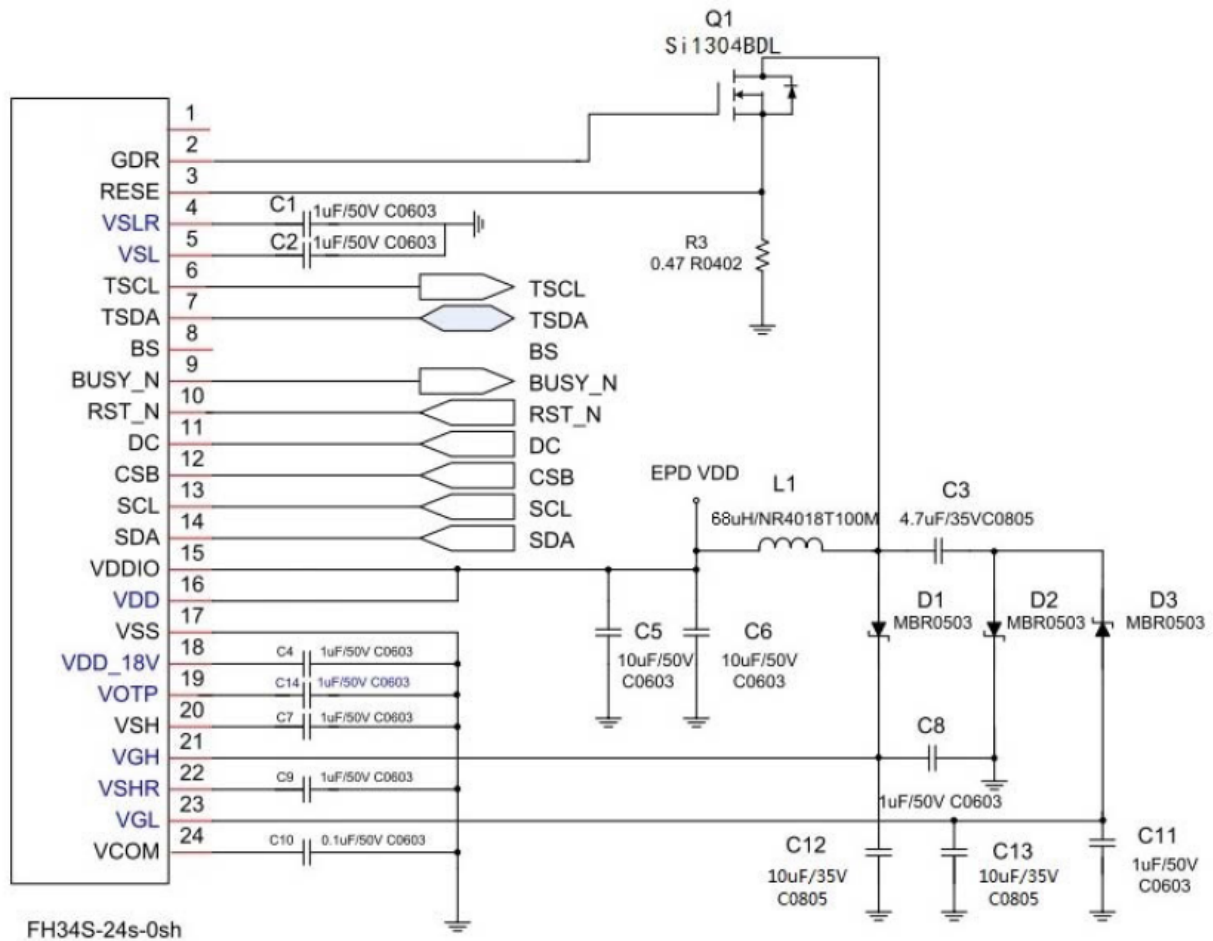 Q1
Si1304BDL
1
2
GDR
3
RESE
4
VSLR
C1
1uF/50V C0603
5
VSL
C2
1uF/50V C0603
R3
0.47 R0402
6
TSCL
TSCL
7
TSDA
TSDA
8
BS
BS
9
BUSY_N
BUSY_N
10
RST_N
RST_N
11
DC
DC
12
CSB
CSB
EPD VDD
L1
C3
13
SCL
SCL
68uH/NR4018T100M
4.7uF/35VC0805
14
SDA
SDA
15
VDDIO
16
VDD
D1
MBR0503
D2
MBR0503
D3
MBR0503
17
VSS
C5
10uF/50V
C0603
C6
10uF/50V
C0603
18
VDD_18V
C4
1uF/50V C0603
19
VOTP
C14
1uF/50V C0603
20
VSH
C7
1uF/50V C0603
21
VGH
C8
1uF/50V C0603
22
VSHR
C9
1uF/50V C0603
23
VGL
24
VCOM
C10
0.1uF/50V C0603
C12
10uF/35V
C0805
C13
10uF/35V
C0805
C11
1uF/50V
C0603
FH34S-24s-0sh